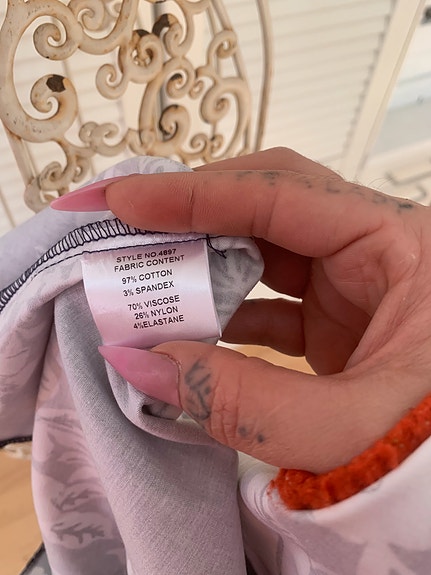 STYLE NO.4897
FABRIC CONTENT
97% COTTON
3% SPANDEX
70% VISCOSE
26% NYLON
4%ELASTANE